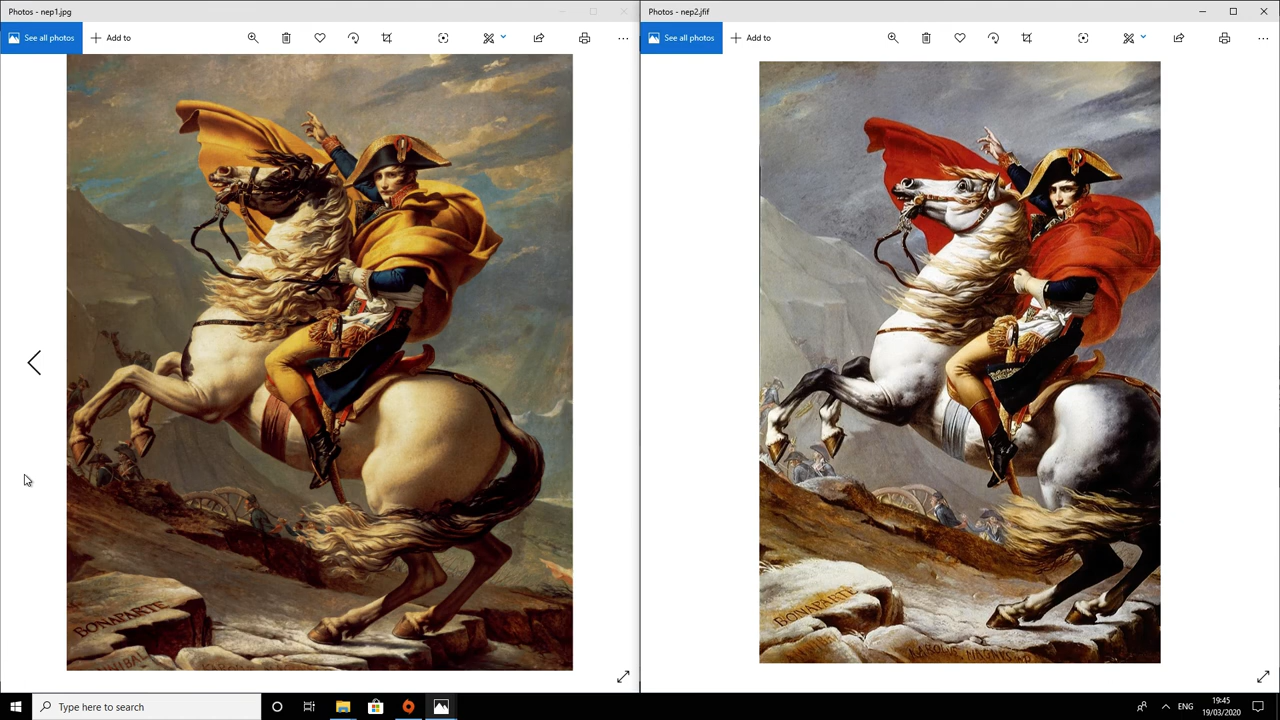 Photos - nep1.jpg
See all photos
Add to
BONAPARTE
Photos - nep2.jfif
See all photos
Add to
BONAPARTE
Type here to search
ENG
19:45
19/03/2020